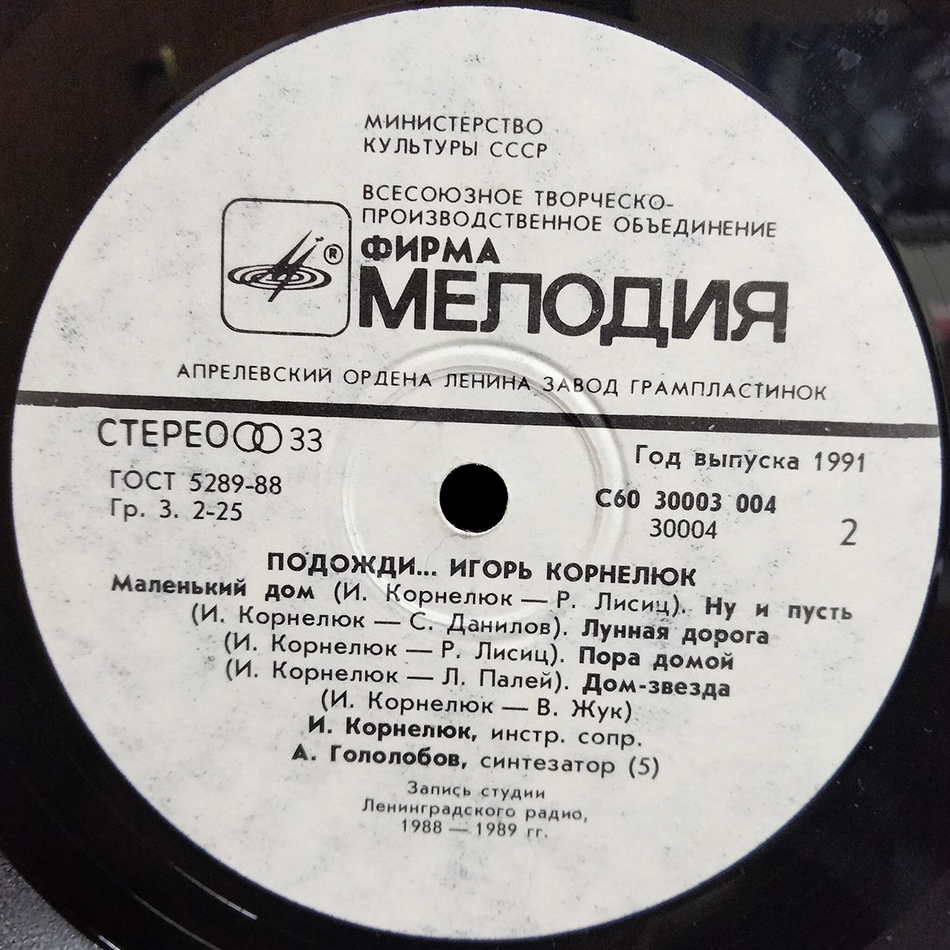 МИНИСТЕРСТВО
КУЛЬТУРЫ СССР
ВСЕСОЮЗНОЕ ТВОРЧЕСКО-
ПРОИЗВОДСТВЕННОЕ ОБЪЕДИНЕНИЕ
ФИРМА
®
МЕЛОДИЯ
АПРЕЛЕВСКИЙ ОРДЕНА ЛЕНИНА ЗАВОД ГРАМПЛАСТИНОК
СТЕРЕО 33
Год выпуска 1991
ГОСТ 5289-88
С60 30003 004
Гр. 3. 2-25
30004
2
ПОДОЖДИ... ИГОРЬ КОРНЕЛЮК
Маленький дом (И. Корнелюк — Р. Лисиц). Ну и пусть
(И. Корнелюк — С. Данилов). Лунная дорога
(И. Корнелюк — Р. Лисиц). Пора домой
(И. Корнелюк — Л. Палей). Дом-звезда
(И. Корнелюк — В. Жук)
И. Корнелюк, инстр. сопр.
А. Гололобов, синтезатор (5)
Запись студии
Ленинградского радио,
1988 — 1989 гг.